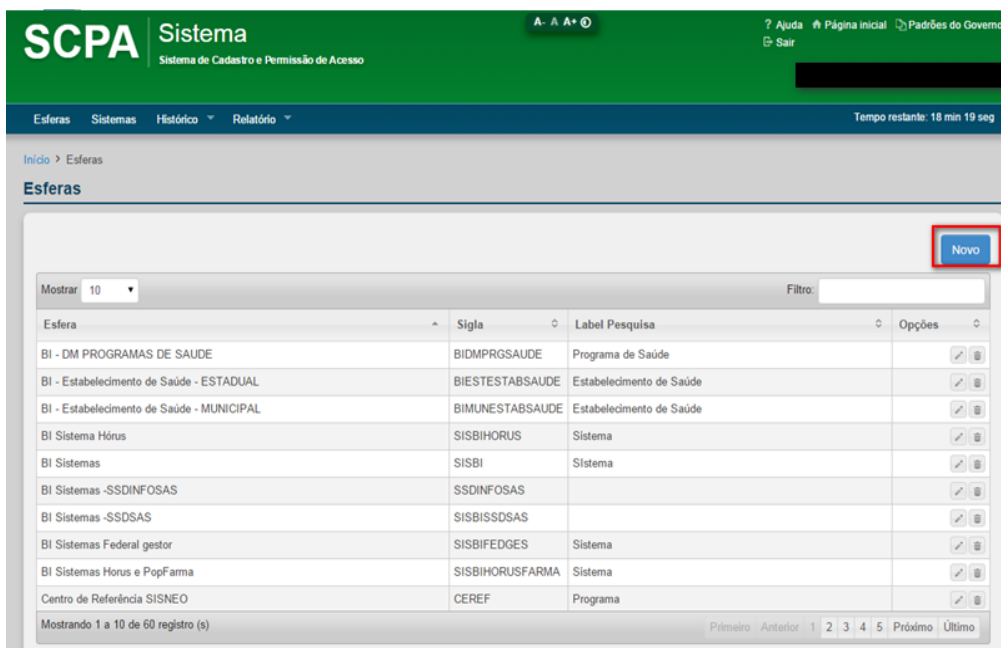 SCPA Sistema
Sistema de Cadastro e Permissão de Acesso
A- A A+
? Ajuda Página inicial Padrões do Governo
Sair
Esferas Sistemas Histórico Relatório Tempo restante: 18 min 19 seg
Início > Esferas
Esferas
Novo
Mostrar 10 Filtro:
Esfera Sigla Label Pesquisa Opções
BI - DM PROGRAMAS DE SAUDE BIDMPRGSAUDE Programa de Saúde
BI - Estabelecimento de Saúde - ESTADUAL BIESTESTABSAUDE Estabelecimento de Saúde
BI - Estabelecimento de Saúde - MUNICIPAL BIMUNESTABSAUDE Estabelecimento de Saúde
BI Sistema Hórus SISBIHORUS Sistema
BI Sistemas SISBI SIstema
BI Sistemas -SSDINFOSAS SSDINFOSAS
BI Sistemas -SSDSAS SISBISSDSAS
BI Sistemas Federal gestor SISBIFEDGES Sistema
BI Sistemas Horus e PopFarma SISBIHORUSFARMA Sistema
Centro de Referência SISNEO CEREF Programa
Mostrando 1 a 10 de 60 registro (s) Primeiro Anterior 1 2 3 4 5 Próximo Último